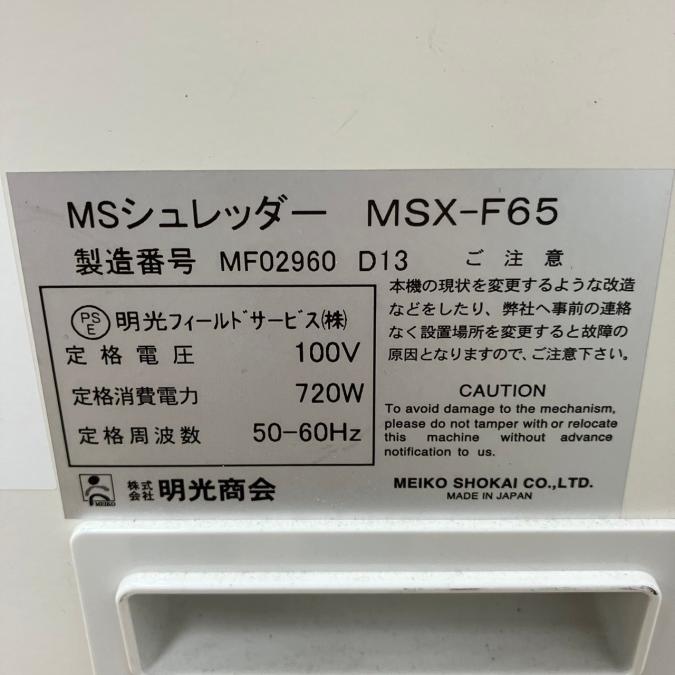 MSシュレッダー MSX-F65
製造番号 MF02960 D13
PSE 明光フィールドサービス(株)
定格電圧 100V
定格消費電力 720W
定格周波数 50-60Hz
ご注意
本機の現状を変更するような改造
などをしたり、弊社へ事前の連絡
なく設置場所を変更すると故障の
原因となりますので、ご注意下さい。
CAUTION
To avoid damage to the mechanism,
please do not tamper with or relocate
this machine without advance
notification to us.
MEIKO
株式会社 明光商会
MEIKO SHOKAI CO.,LTD.
MADE IN JAPAN